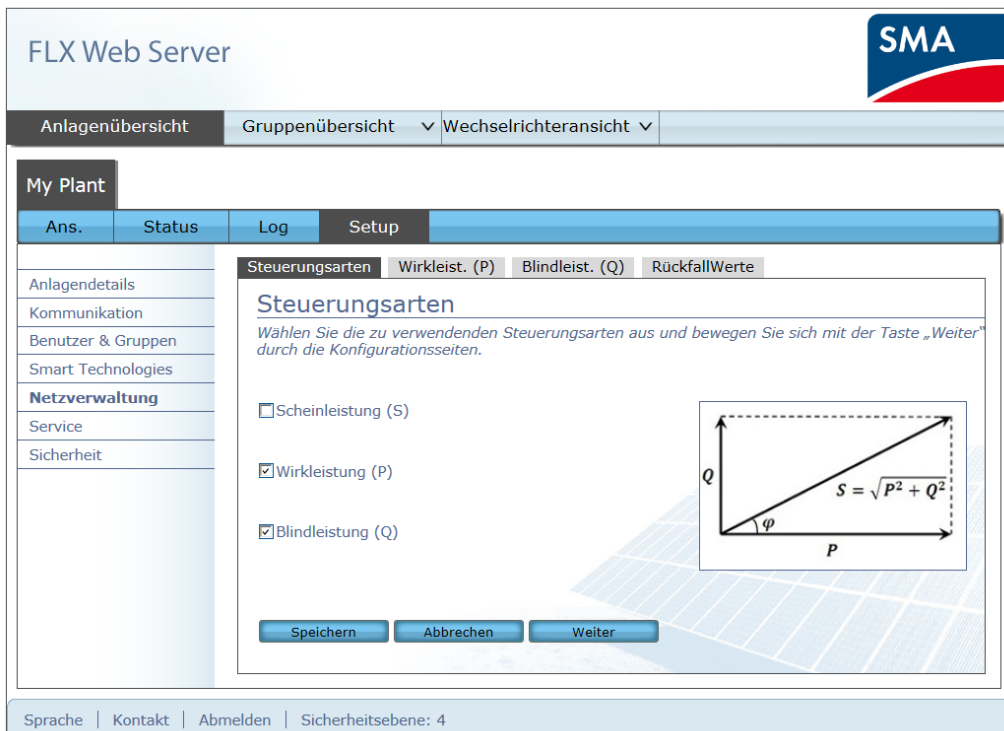 FLX Web Server
SMA
Anlagenübersicht Gruppenübersicht Wechselrichteransicht
My Plant
Ans. Status Log Setup
Steuerungsarten Wirkleist. (P) Blindleist. (Q) RückfallWerte
Anlagendetails
Kommunikation
Benutzer & Gruppen
Smart Technologies
Netzverwaltung
Service
Sicherheit
Steuerungsarten
Wählen Sie die zu verwendenden Steuerungsarten aus und bewegen Sie sich mit der Taste „Weiter“
durch die Konfigurationsseiten.
Scheinleistung (S)
Wirkleistung (P)
Blindleistung (Q)
Q
S = √P² + Q²
φ
P
Speichern Abbrechen Weiter
Sprache | Kontakt | Abmelden | Sicherheitsebene: 4